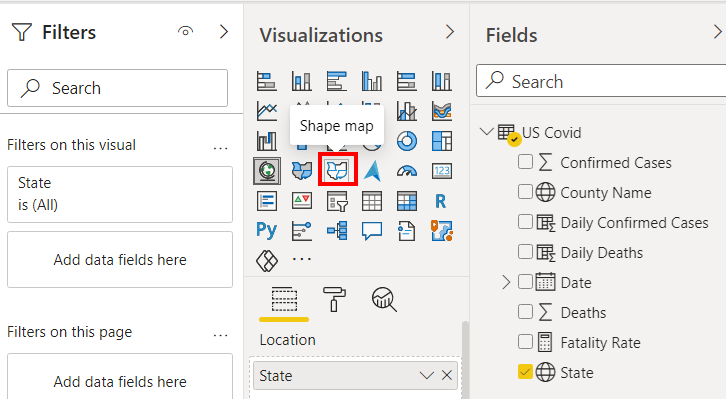 Filters
Search
Filters on this visual
...
State
is (All)
Add data fields here
Filters on this page
...
Add data fields here
Visualizations
Shape map
123
R
Py
...
Location
State
Fields
Search
US Covid
Confirmed Cases
County Name
Daily Confirmed Cases
Daily Deaths
Date
Deaths
Fatality Rate
State